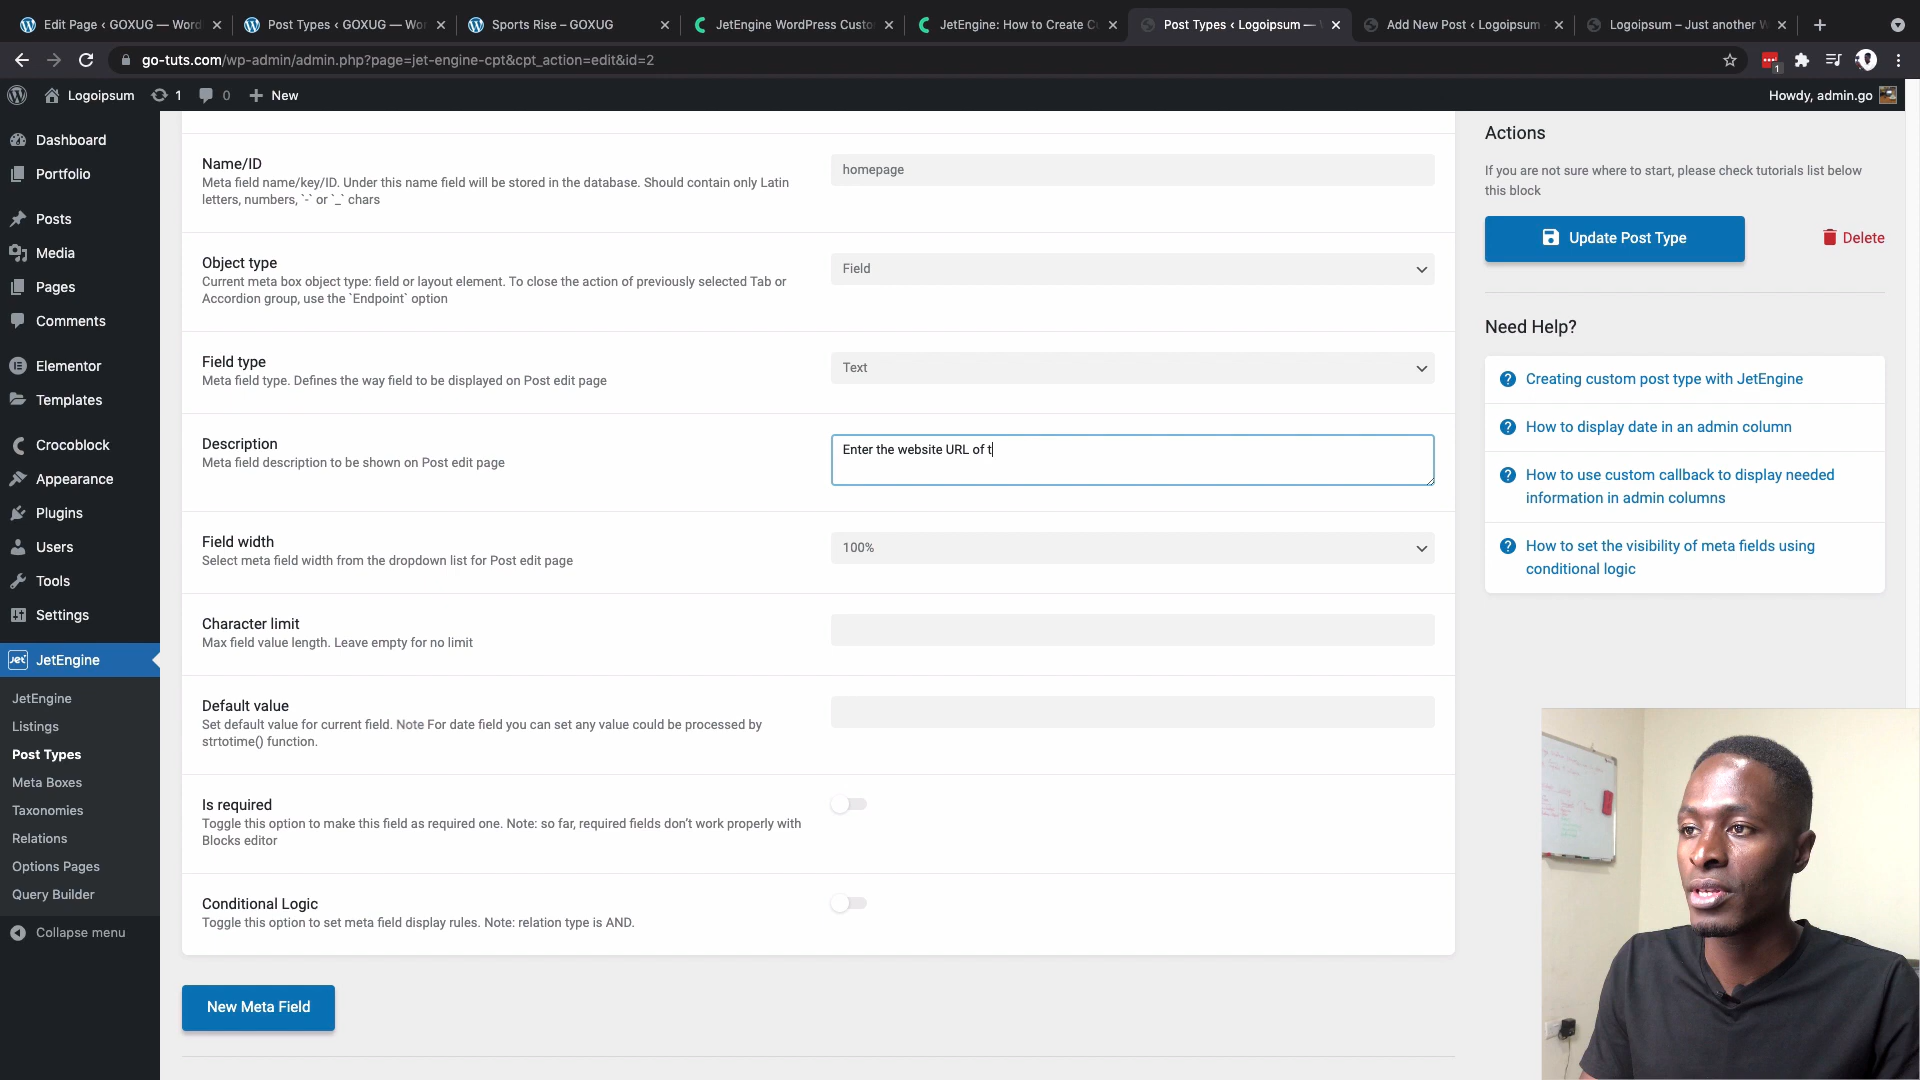 Edit Page ‹ GOXUG — Word
Post Types ‹ GOXUG — Wor
Sports Rise – GOXUG
JetEngine WordPress Custo
JetEngine: How to Create Cu
Post Types ‹ Logoipsum —
Add New Post ‹ Logoipsum
Logoipsum – Just another W
go-tuts.com/wp-admin/admin.php?page=jet-engine-cpt&cpt_action=edit&id=2
1
Logoipsum
1
0
New
Howdy, admin.go
Dashboard
Portfolio
Posts
Media
Pages
Comments
Elementor
Templates
Crocoblock
Appearance
Plugins
Users
Tools
Settings
Jet
JetEngine
JetEngine
Listings
Post Types
Meta Boxes
Taxonomies
Relations
Options Pages
Query Builder
Collapse menu
Name/ID
Meta field name/key/ID. Under this name field will be stored in the database. Should contain only Latin
letters, numbers, `-` or `_` chars
homepage
Object type
Current meta box object type: field or layout element. To close the action of previously selected Tab or
Accordion group, use the `Endpoint` option
Field
Field type
Meta field type. Defines the way field to be displayed on Post edit page
Text
Description
Meta field description to be shown on Post edit page
Enter the website URL of t
Field width
Select meta field width from the dropdown list for Post edit page
100%
Character limit
Max field value length. Leave empty for no limit
Default value
Set default value for current field. Note For date field you can set any value could be processed by
strtotime() function.
Is required
Toggle this option to make this field as required one. Note: so far, required fields don’t work properly with
Blocks editor
Conditional Logic
Toggle this option to set meta field display rules. Note: relation type is AND.
New Meta Field
Actions
If you are not sure where to start, please check tutorials list below
this block
Update Post Type
Delete
Need Help?
Creating custom post type with JetEngine
How to display date in an admin column
How to use custom callback to display needed
information in admin columns
How to set the visibility of meta fields using
conditional logic